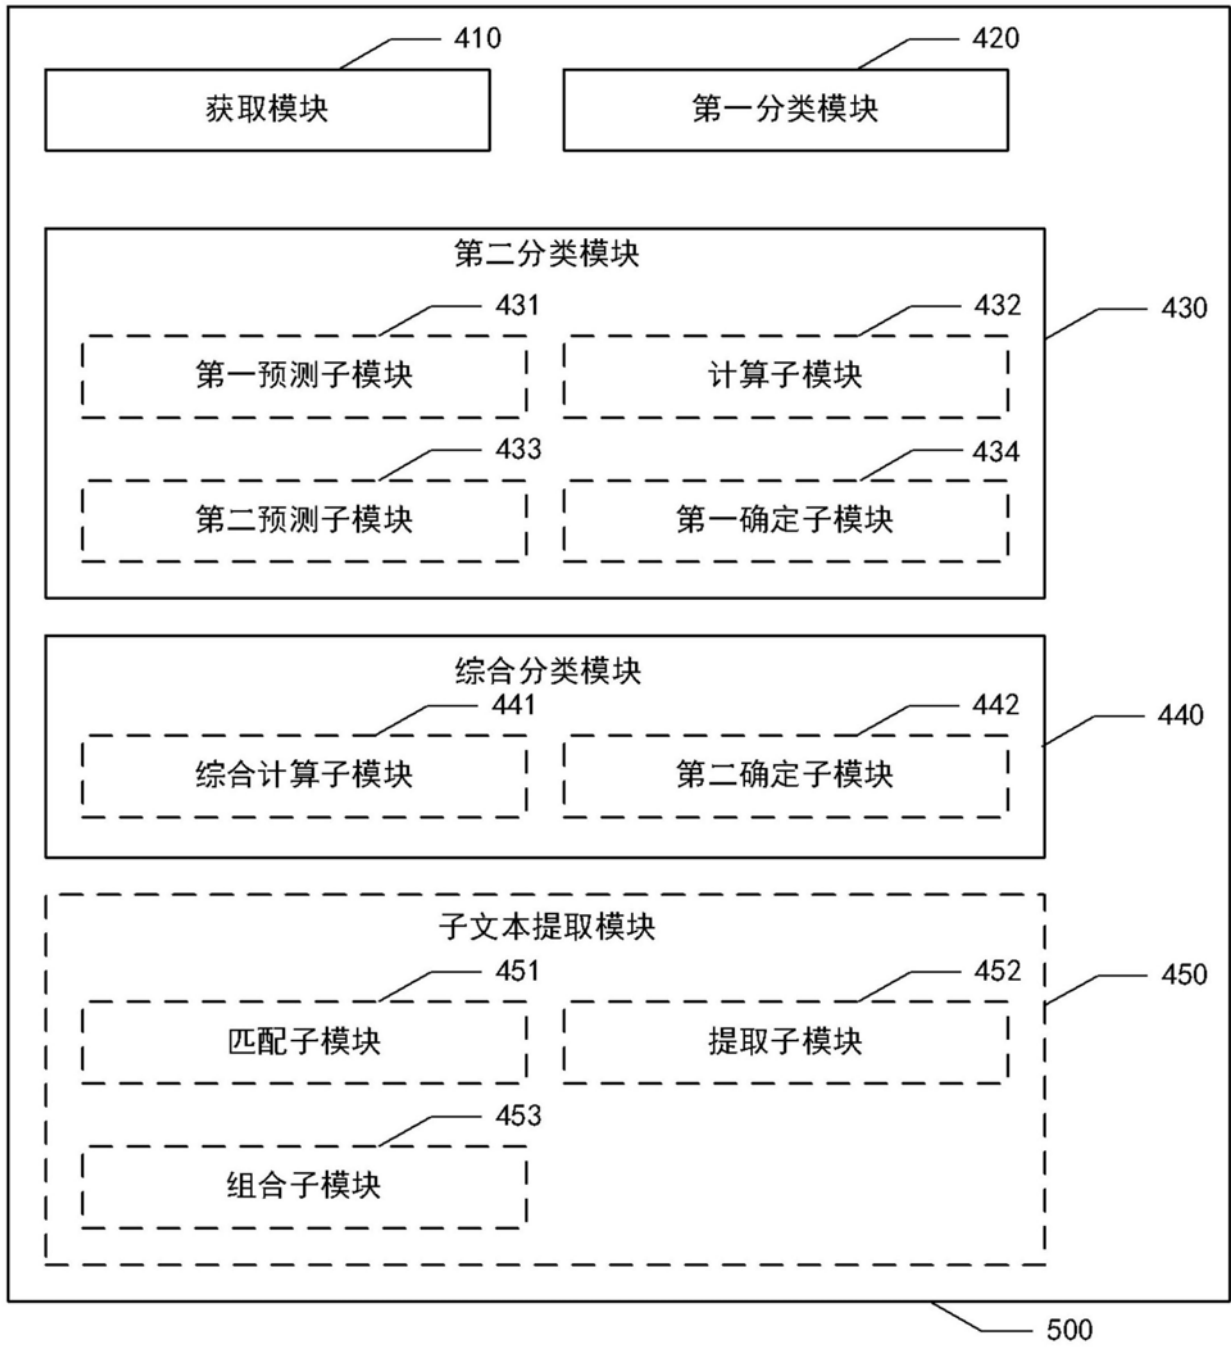 410
420
获取模块
第一分类模块
第二分类模块
431
432
430
第一预测子模块
计算子模块
433
434
第二预测子模块
第一确定子模块
综合分类模块
441
442
440
综合计算子模块
第二确定子模块
子文本提取模块
451
452
450
匹配子模块
提取子模块
453
组合子模块
500